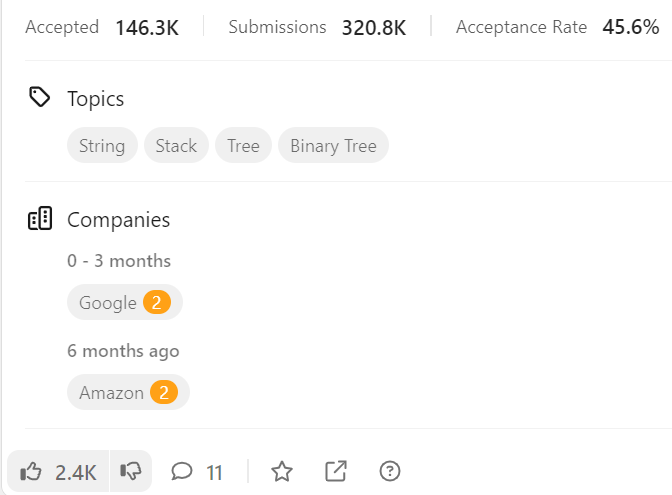 Accepted 146.3K Submissions 320.8K Acceptance Rate 45.6%
Topics
String Stack Tree Binary Tree
Companies
0 - 3 months
Google 2
6 months ago
Amazon 2
2.4K 11